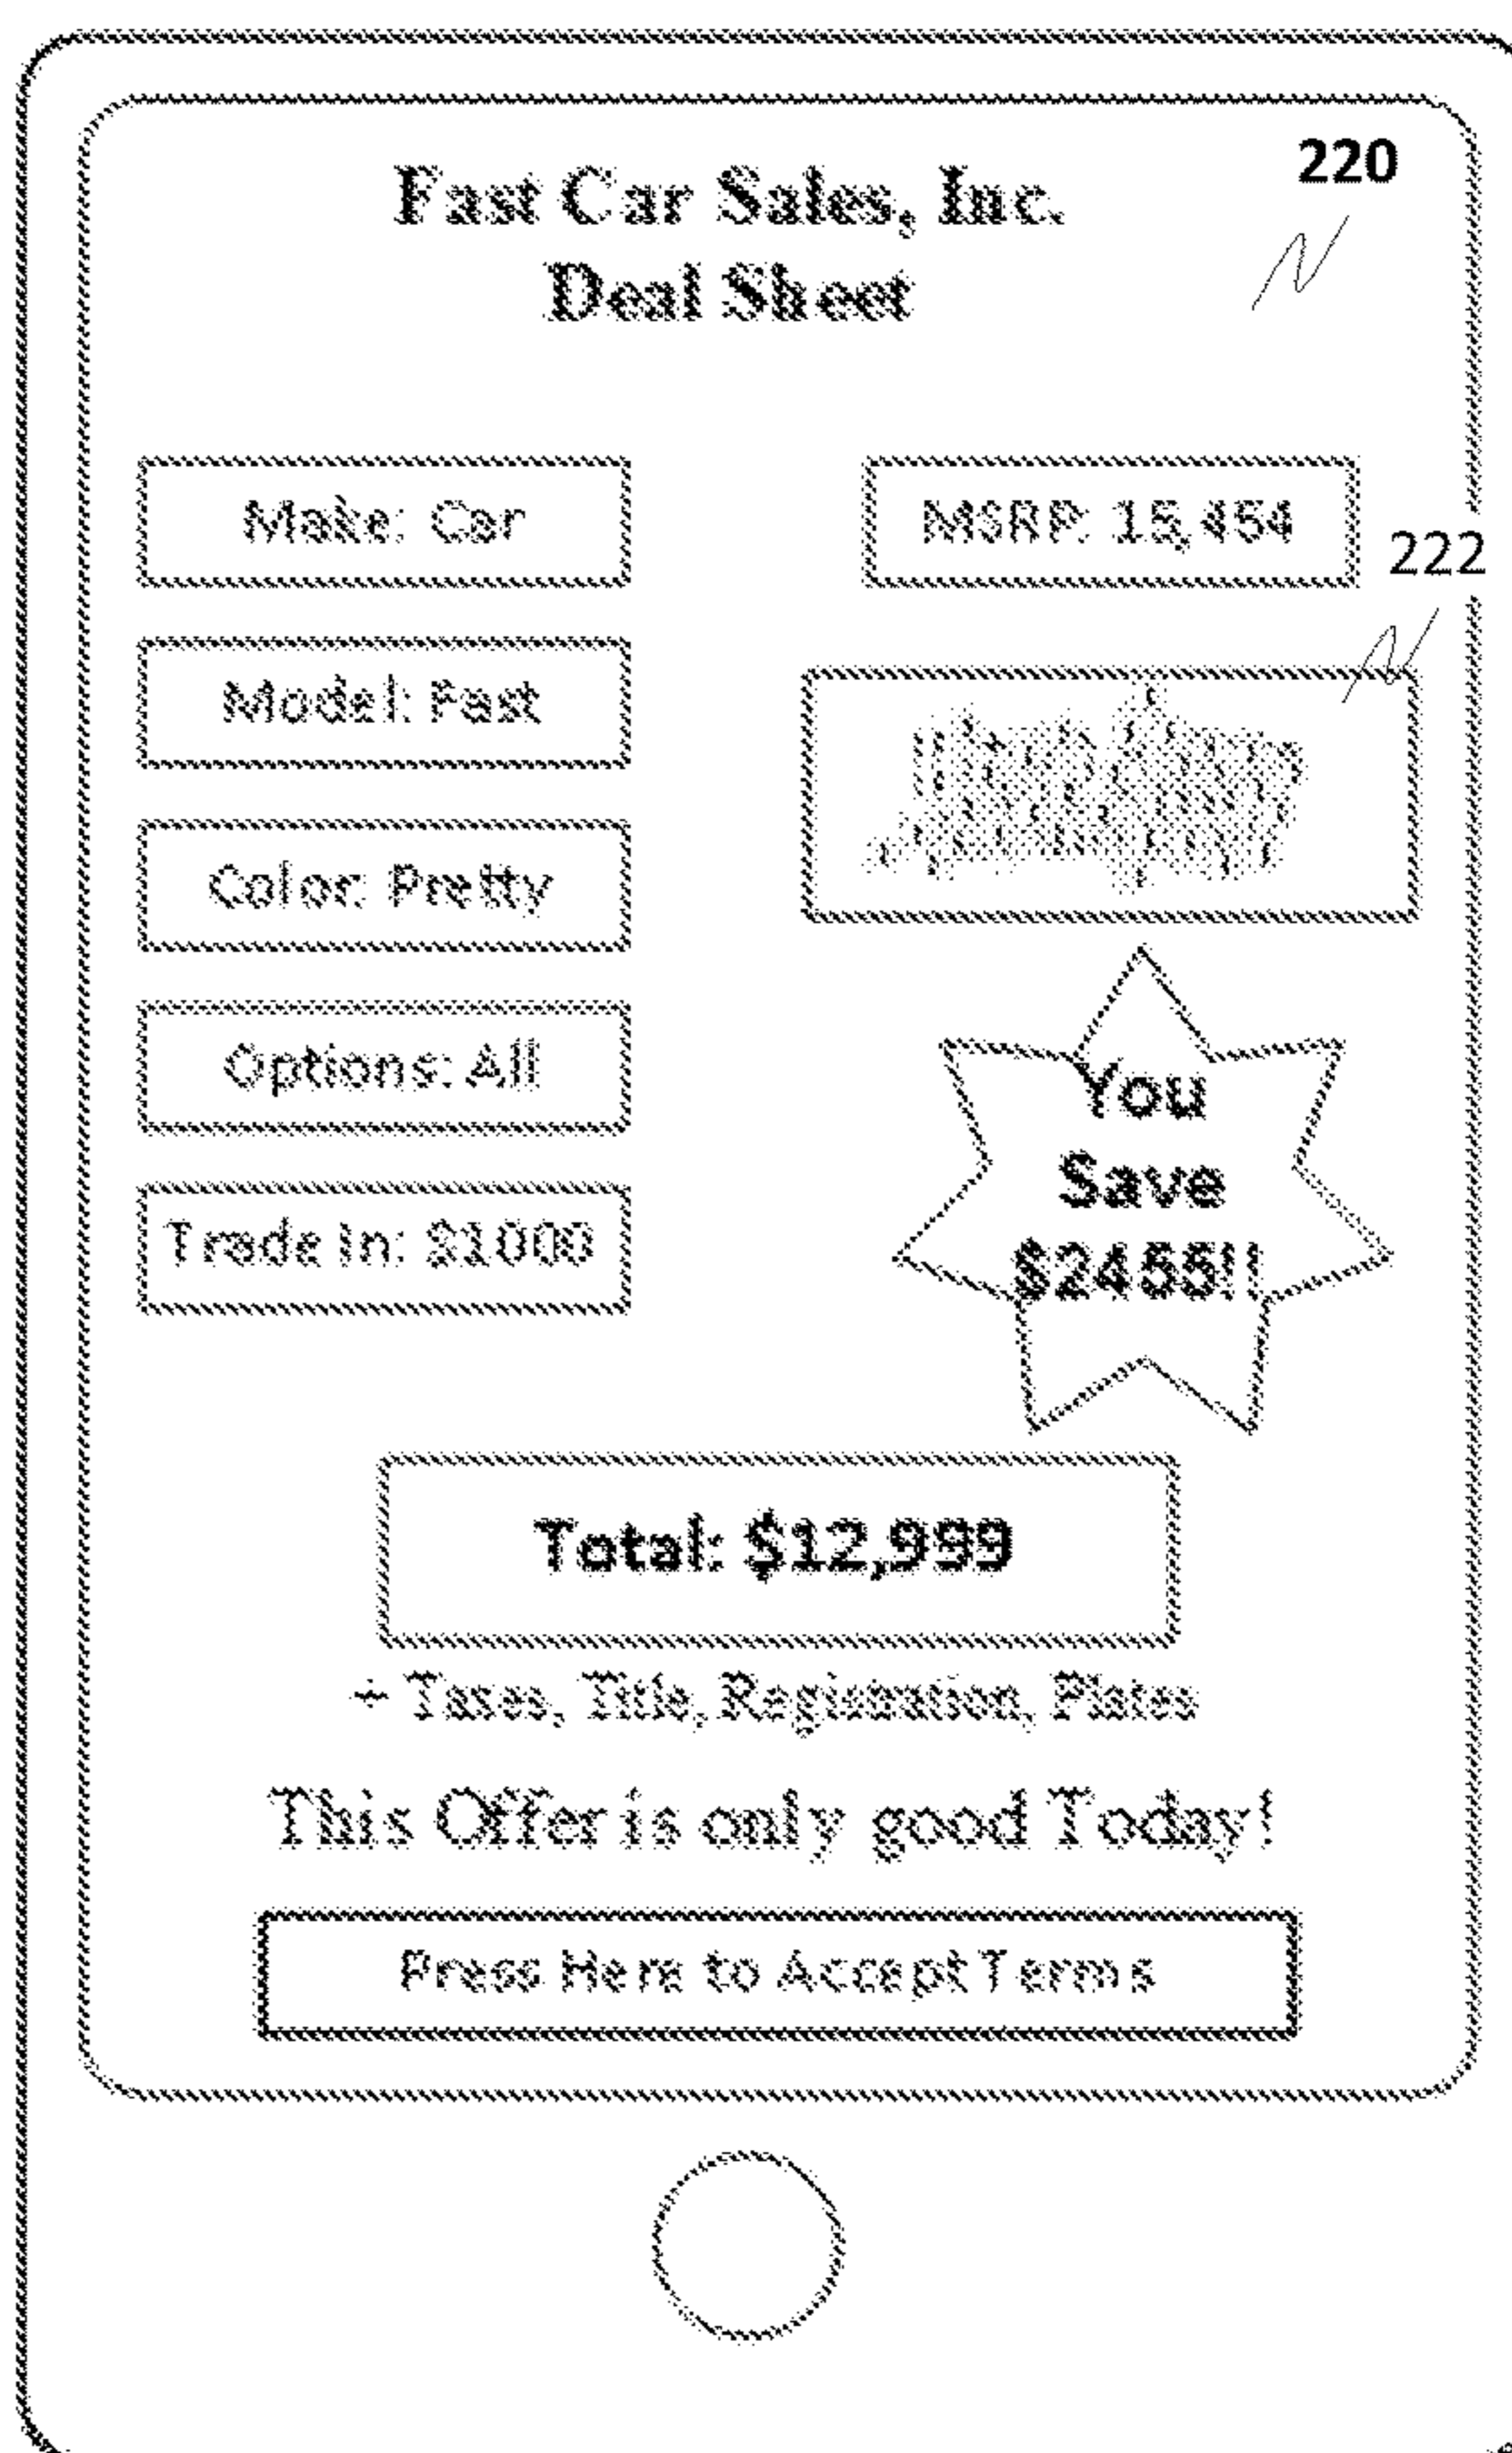 220
Fast Car Sales, Inc.
Deal Sheet
Make: Car
MSRP: 15,454
222
Model: Fast
Color: Pretty
Options: All
Trade In: $1000
You
Save
$2455!!
Total: $12,999
+ Taxes, Title, Registration, Plates
This Offer is only good Today!
Press Here to Accept Terms